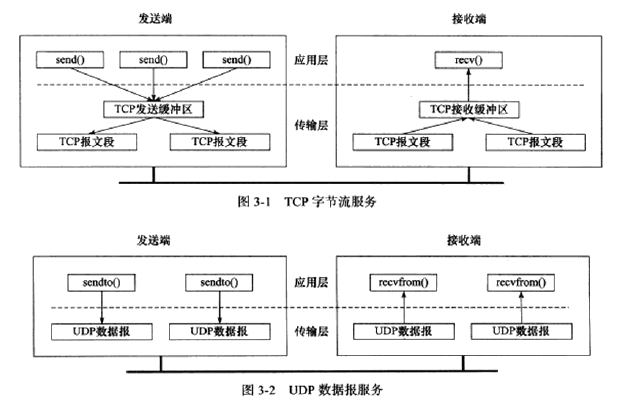 发送端 接收端
send() send() send() 应用层 recv()
TCP发送缓冲区 TCP接收缓冲区
传输层
TCP报文段 TCP报文段 TCP报文段 TCP报文段
图 3-1 TCP 字节流服务
发送端 接收端
sendto() sendto() 应用层 recvfrom() recvfrom()
UDP数据报 UDP数据报 传输层 UDP数据报 UDP数据报
图 3-2 UDP 数据报服务